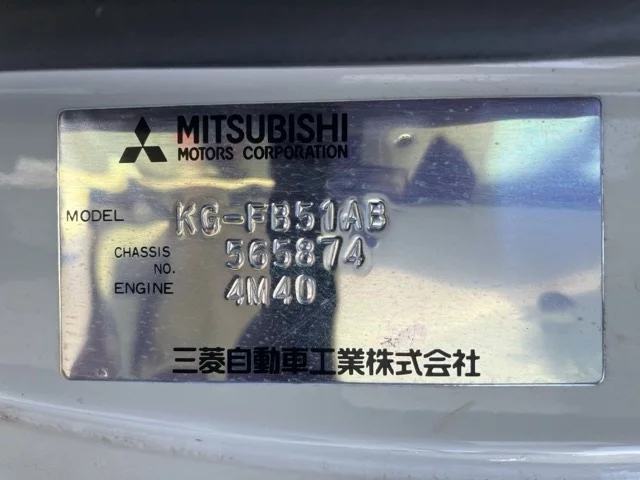 MITSUBISHI
MOTORS CORPORATION
MODEL KG-FB51AB
CHASSIS NO. 565874
ENGINE 4M40
三菱自動車工業株式会社